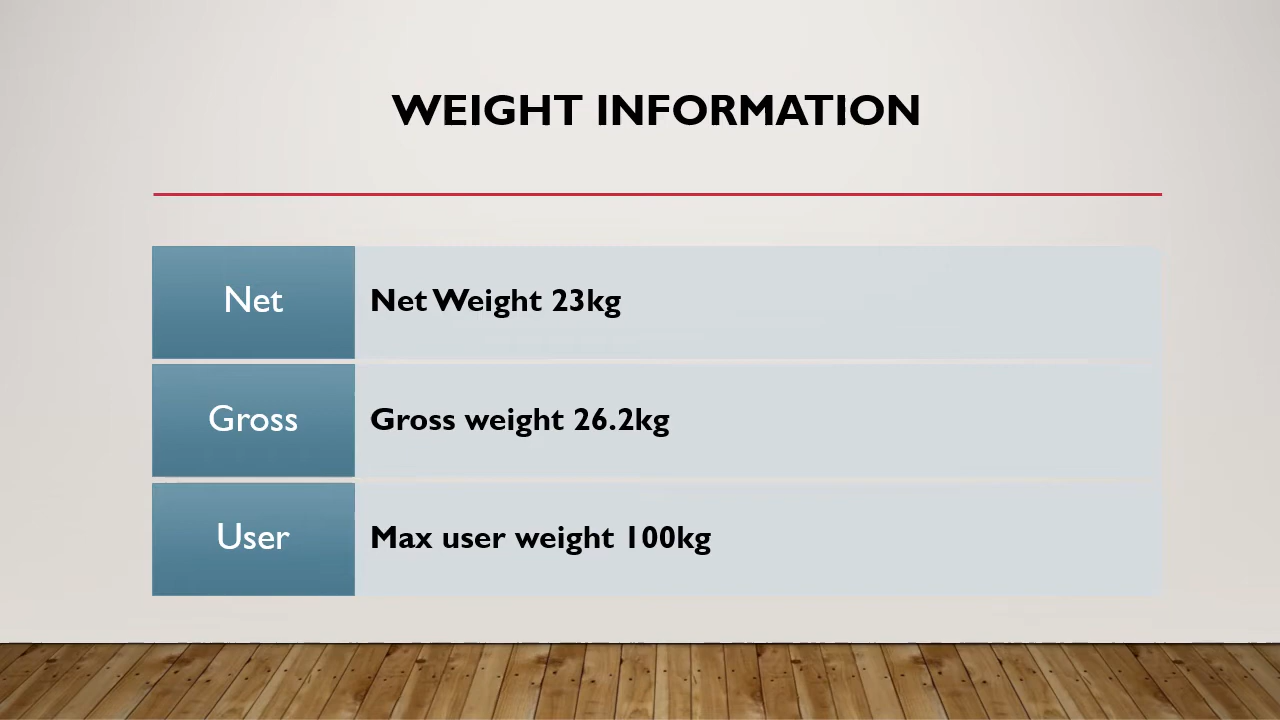 WEIGHT INFORMATION
Net
Net Weight 23kg
Gross
Gross weight 26.2kg
User
Max user weight 100kg